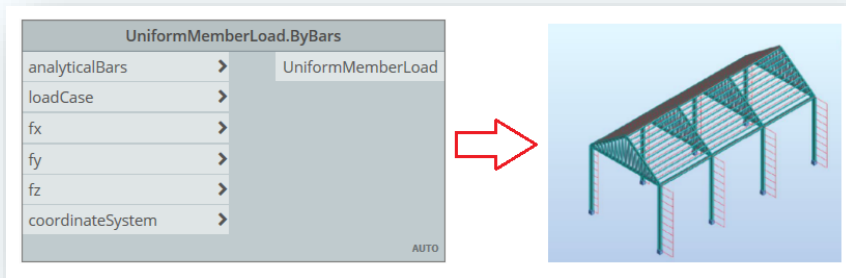 UniformMemberLoad.ByBars
analyticalBars > UniformMemberLoad
loadCase >
fx >
fy >
fz >
coordinateSystem >
AUTO